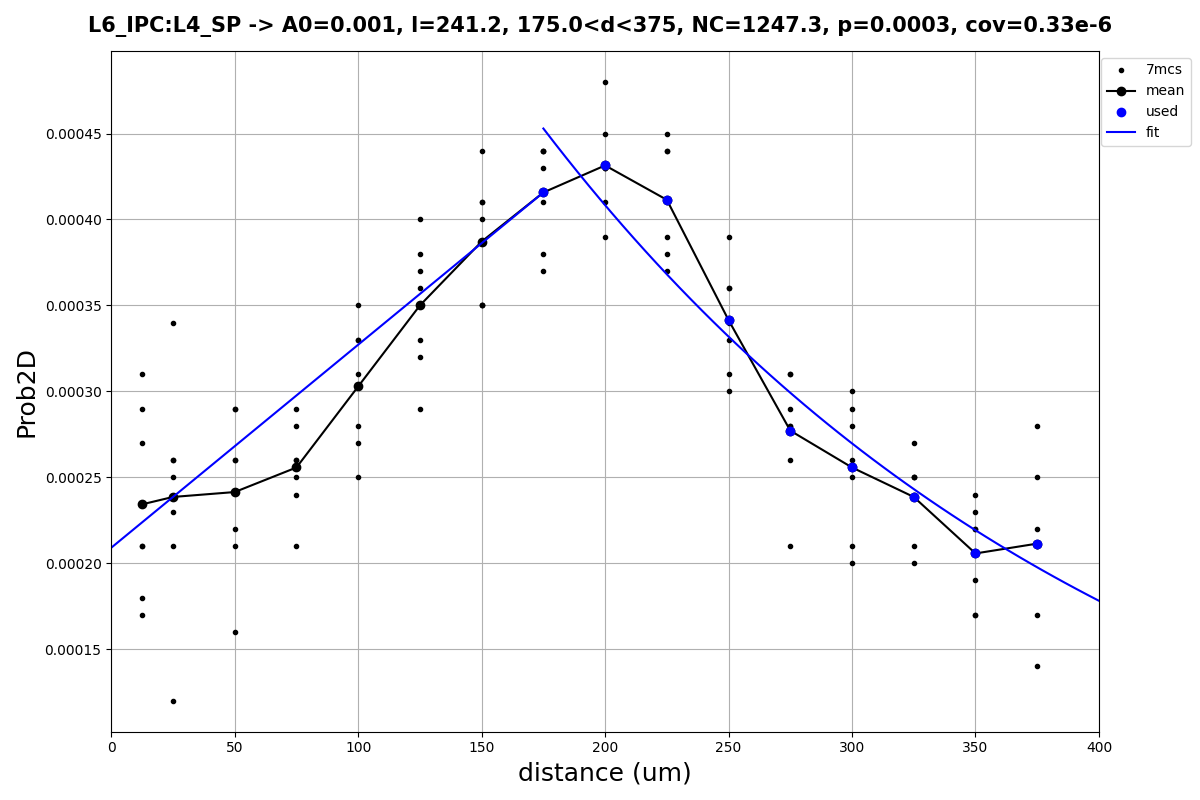 L6_IPC:L4_SP -> A0=0.001, l=241.2, 175.0<d<375, NC=1247.3, p=0.0003, cov=0.33e-6
7mcs
mean
used
fit
Prob2D
0.00045
0.00040
0.00035
0.00030
0.00025
0.00020
0.00015
0
50
100
150
200
250
300
350
400
distance (um)